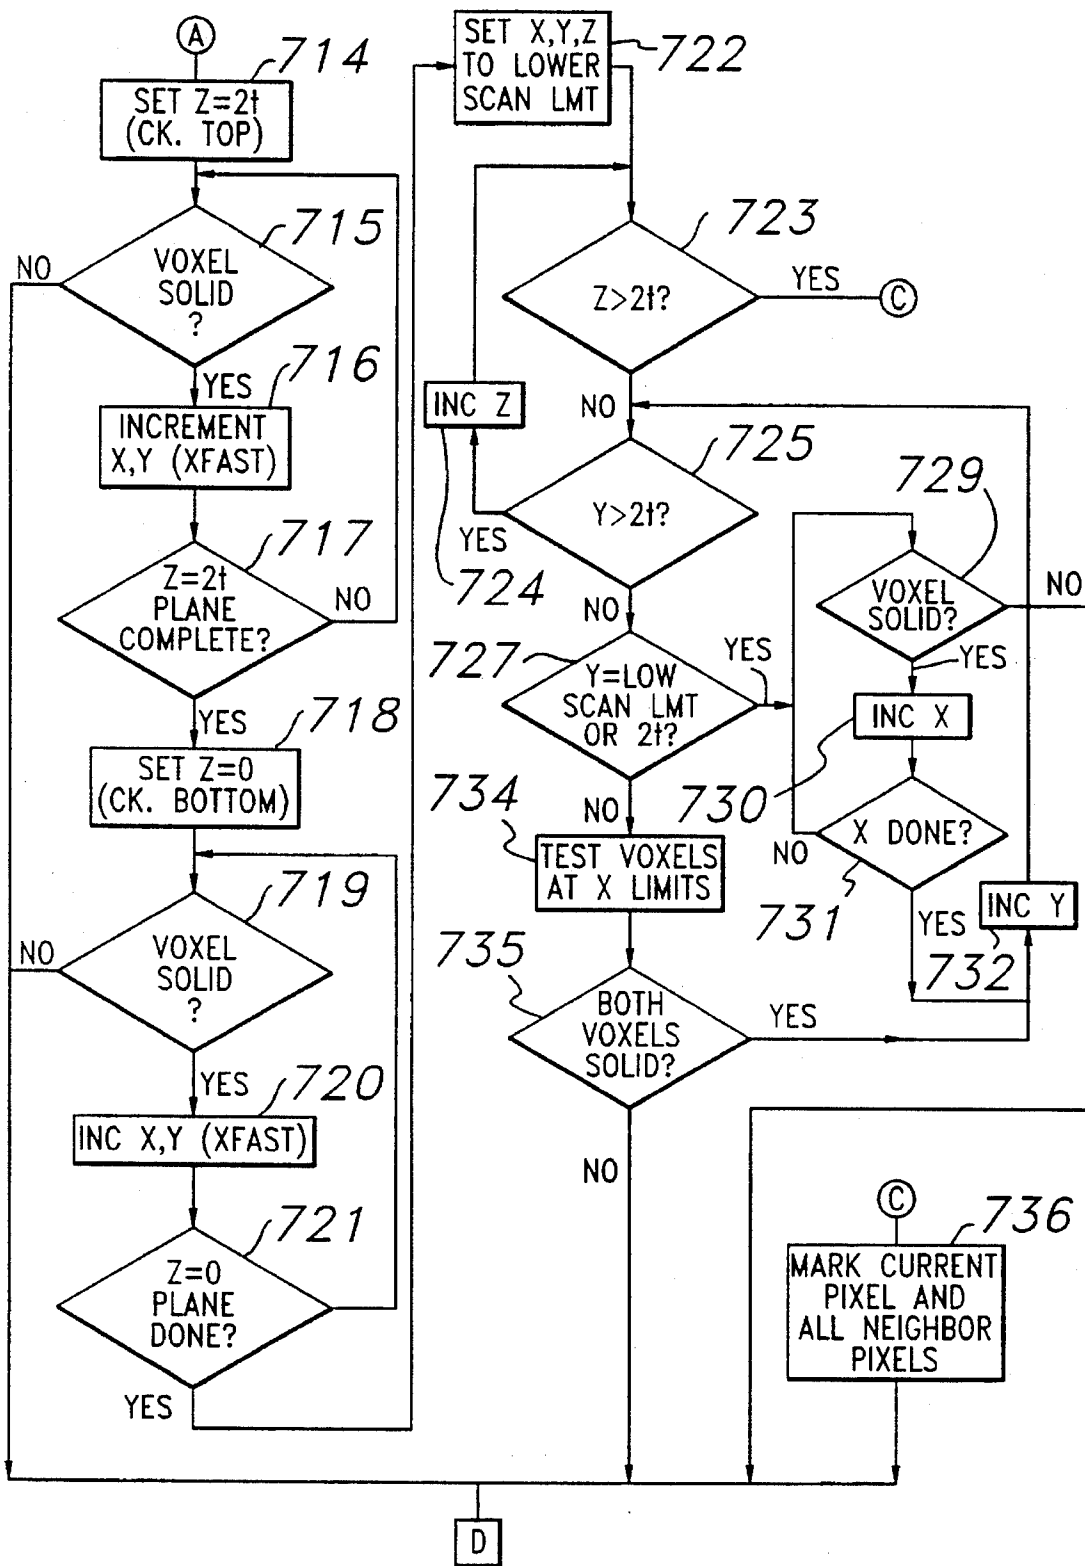 A
714
SET Z=2t
(CK. TOP)
715
NO
VOXEL
SOLID
?
YES
716
INCREMENT
X,Y (XFAST)
717
Z=2t
PLANE
COMPLETE?
NO
YES
718
SET Z=0
(CK. BOTTOM)
719
NO
VOXEL
SOLID
?
YES
720
INC X,Y (XFAST)
721
Z=0
PLANE
DONE?
YES
SET X,Y,Z
TO LOWER
SCAN LMT
722
723
Z>2t?
YES
C
INC Z
NO
724
725
Y>2t?
YES
NO
727
Y=LOW
SCAN LMT
OR 2t?
YES
NO
729
VOXEL
SOLID?
NO
YES
INC X
730
X DONE?
NO
731
YES
INC Y
732
734
TEST VOXELS
AT X LIMITS
735
BOTH
VOXELS
SOLID?
YES
NO
C
736
MARK CURRENT
PIXEL AND
ALL NEIGHBOR
PIXELS
D